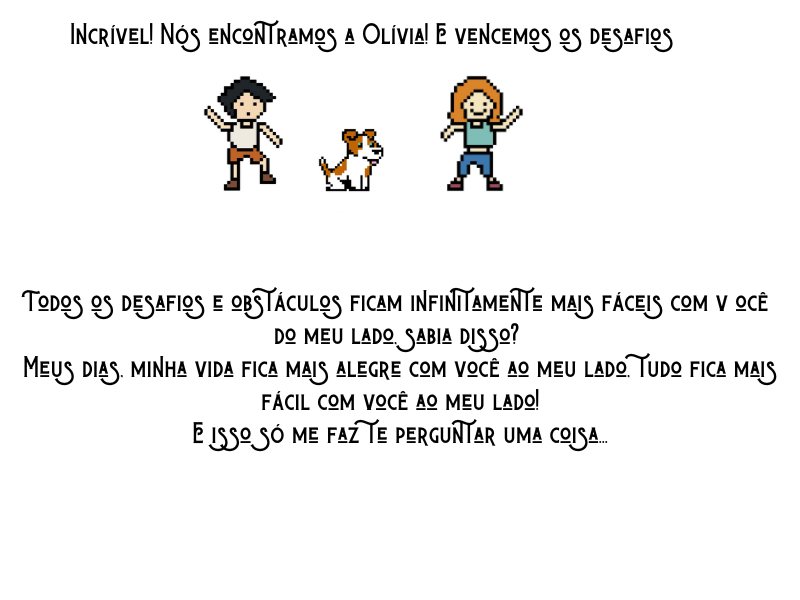 Incrível! Nós encontramos a Olívia! E vencemos os desafios
Todos os desafios e obstáculos ficam infinitamente mais fáceis com v ocê
do meu lado, sabia disso?
Meus dias, minha vida fica mais alegre com você ao meu lado. Tudo fica mais
fácil com você ao meu lado!
E isso só me faz te perguntar uma coisa...